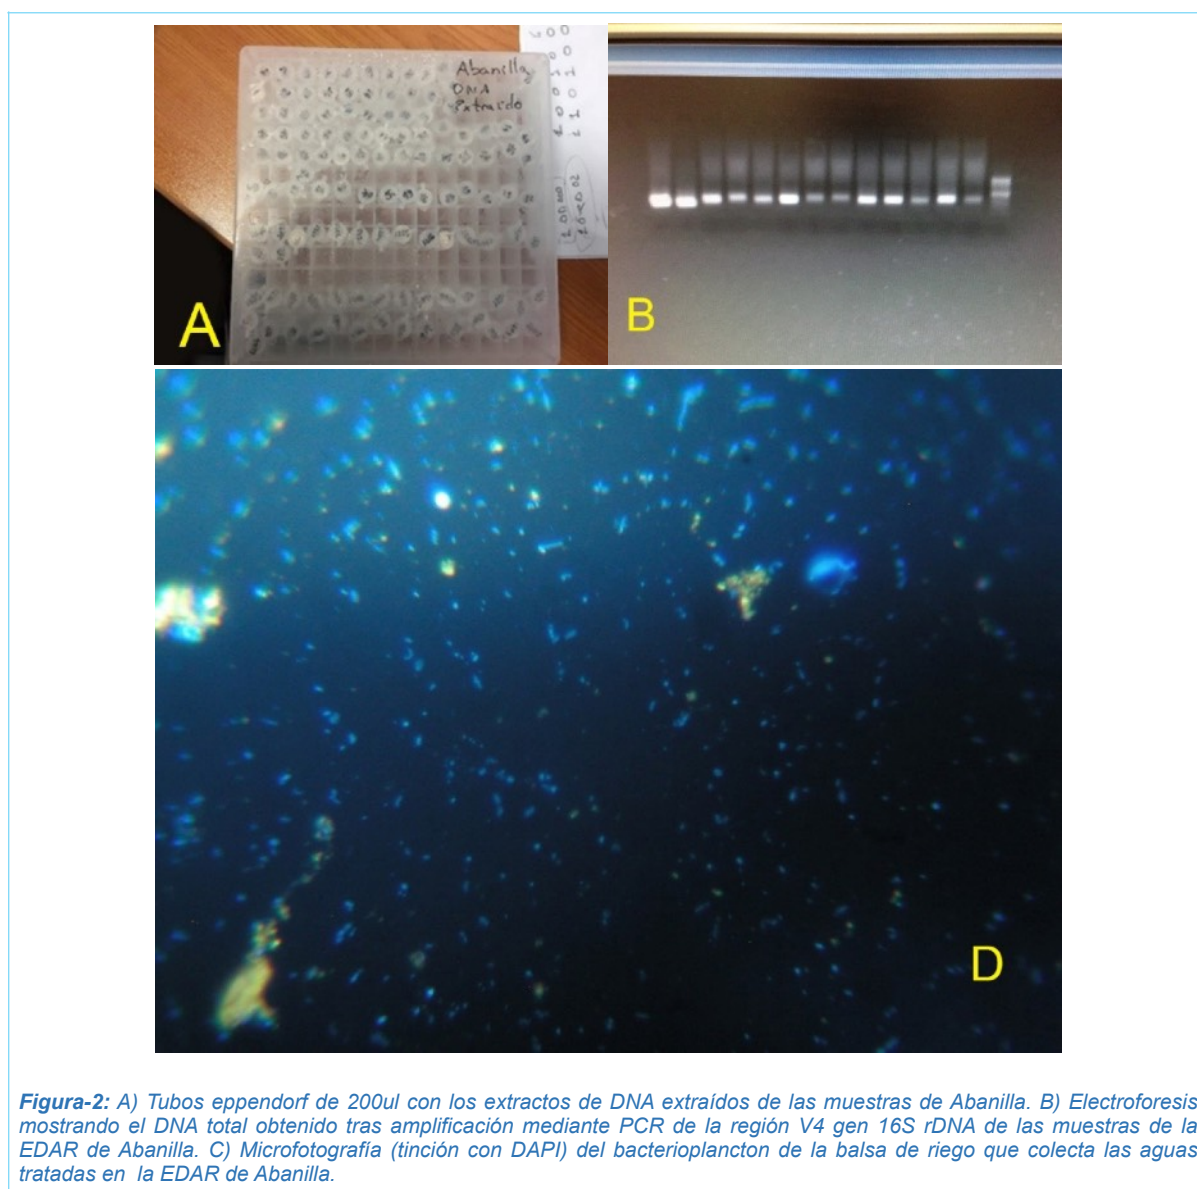 Abanilla
DNA
extraido
A
B
D
Figura-2: A) Tubos eppendorf de 200ul con los extractos de DNA extraídos de las muestras de Abanilla. B) Electroforesis
mostrando el DNA total obtenido tras amplificación mediante PCR de la región V4 gen 16S rDNA de las muestras de la
EDAR de Abanilla. C) Microfotografía (tinción con DAPI) del bacterioplancton de la balsa de riego que colecta las aguas
tratadas en la EDAR de Abanilla.